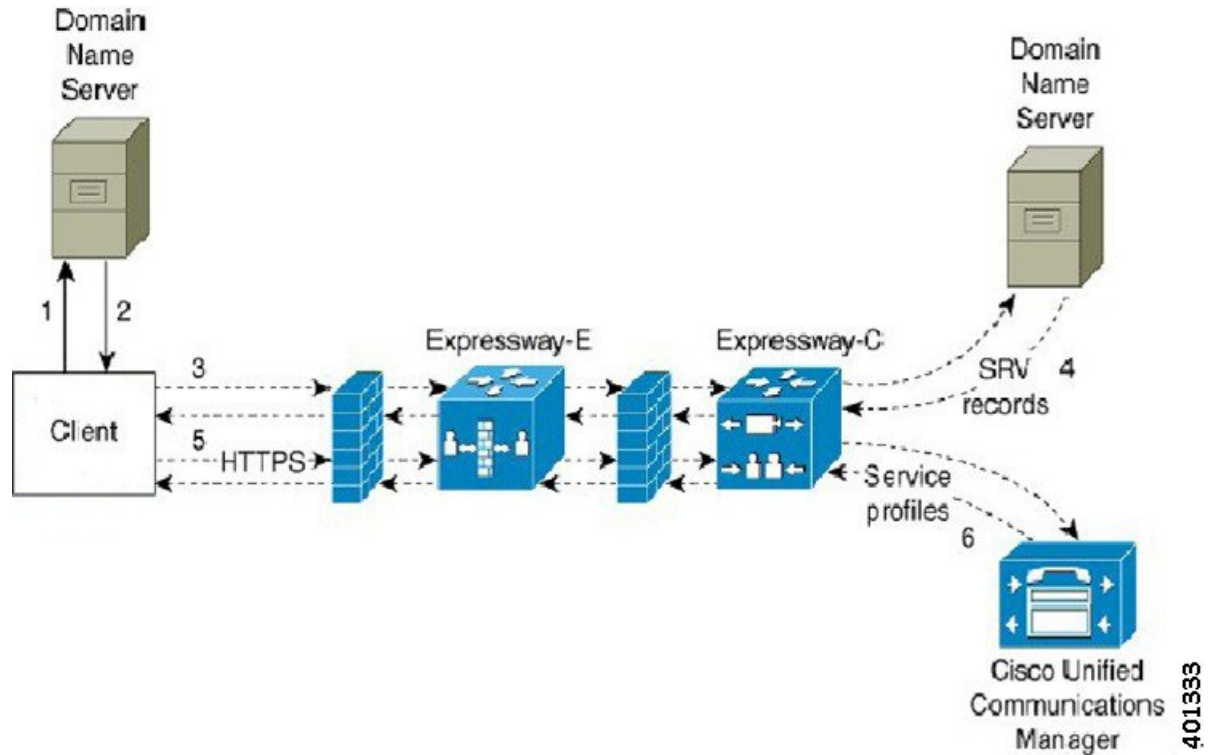 Domain
Name
Server
Domain
Name
Server
1
2
Expressway-E
Expressway-C
3
SRV
records
4
Client
5
HTTPS
Service
profiles
6
Cisco Unified
Communications
Manager
401333